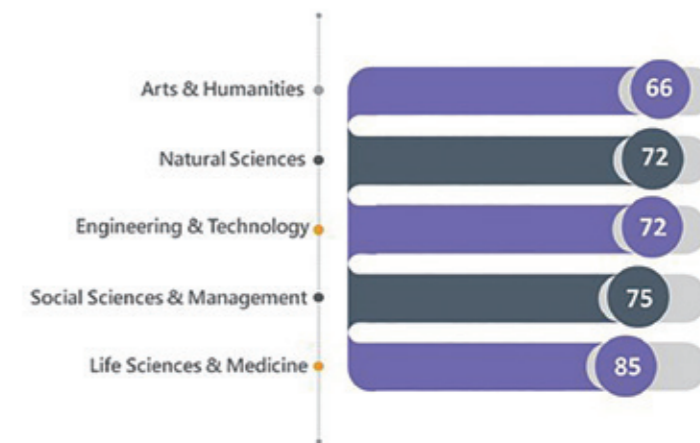 Arts & Humanities 66
Natural Sciences 72
Engineering & Technology 72
Social Sciences & Management 75
Life Sciences & Medicine 85